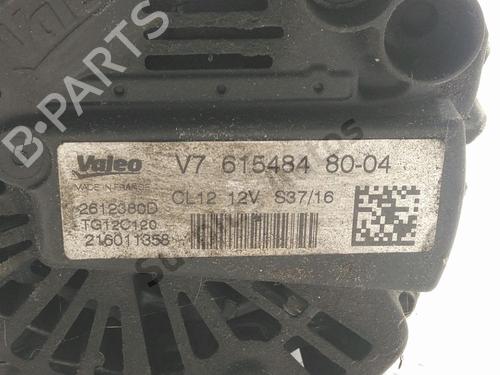 Valeo V7 615484 80-04
MADE IN FRANCE
CL12 12V S37/16
2612380D
TG12C120
216011358
B-PARTS